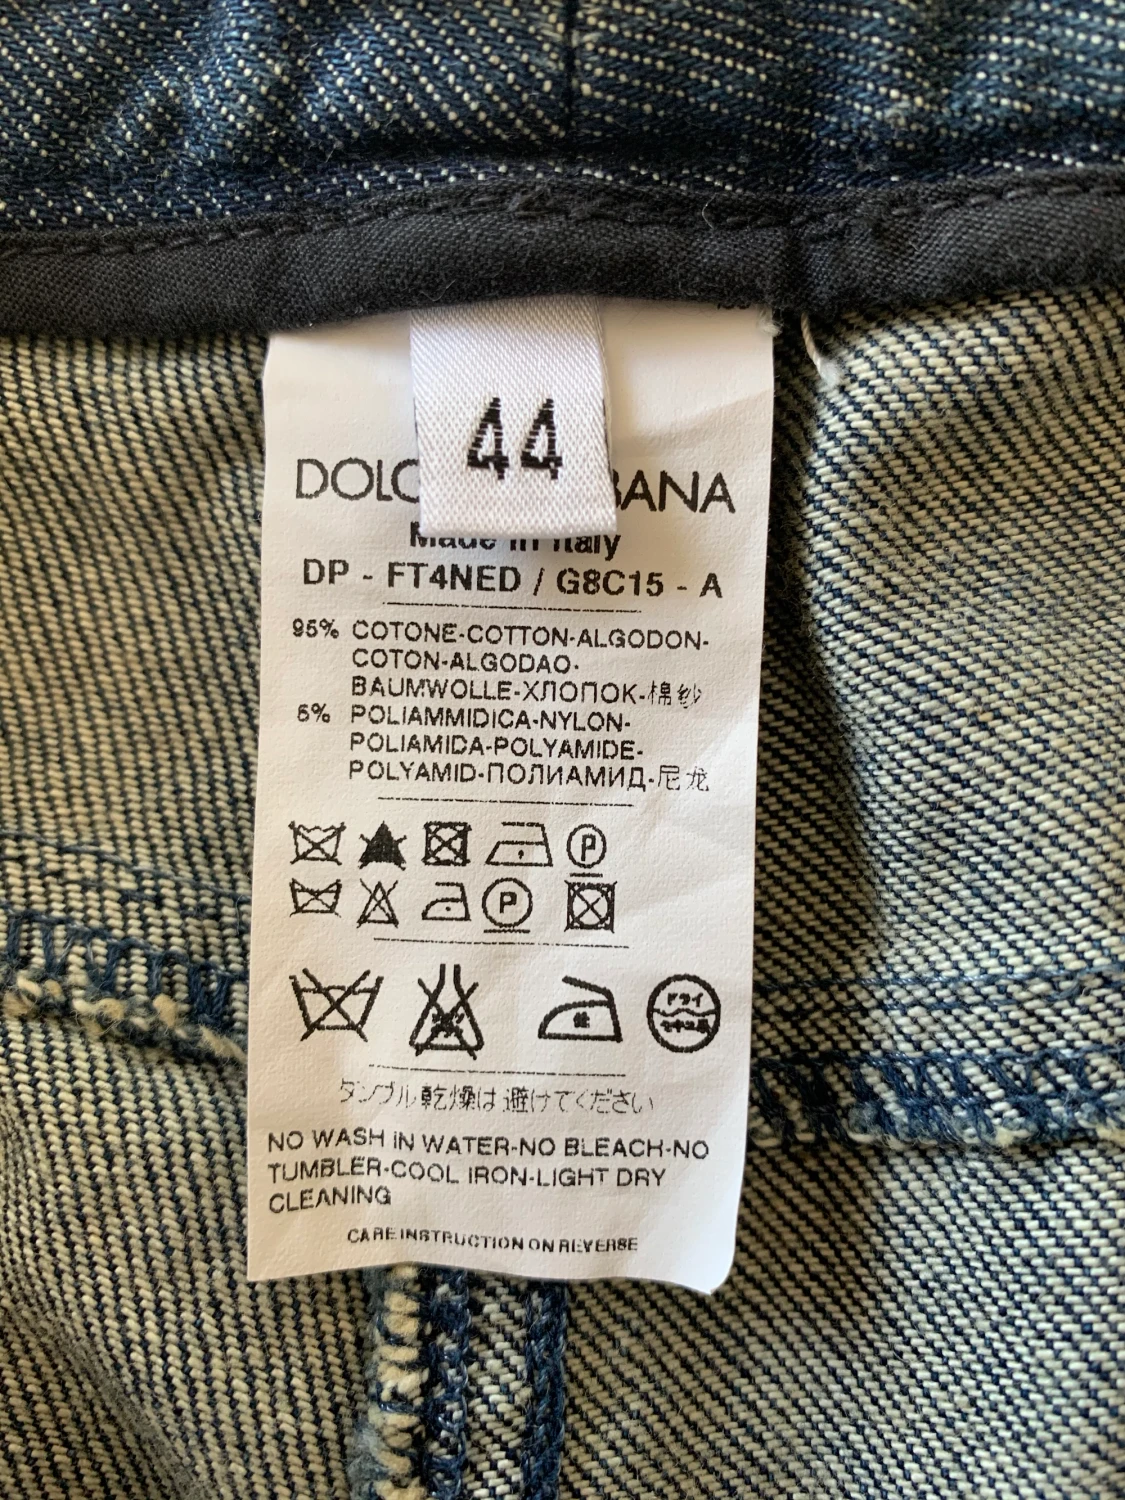 44
DOLC BANA
Made in Italy
DP - FT4NED / G8C15 - A
95% COTONE-COTTON-ALGODON-
COTON-ALGODAO-
BAUMWOLLE-ХЛОПОК-棉纱
5% POLIAMMIDICA-NYLON-
POLIAMIDA-POLYAMIDE-
POLYAMID-ПОЛИАМИД-尼龙
P
P
ドライ
タンブル乾燥は避けてください
NO WASH IN WATER-NO BLEACH-NO
TUMBLER-COOL IRON-LIGHT DRY
CLEANING
CARE INSTRUCTION ON REVERSE